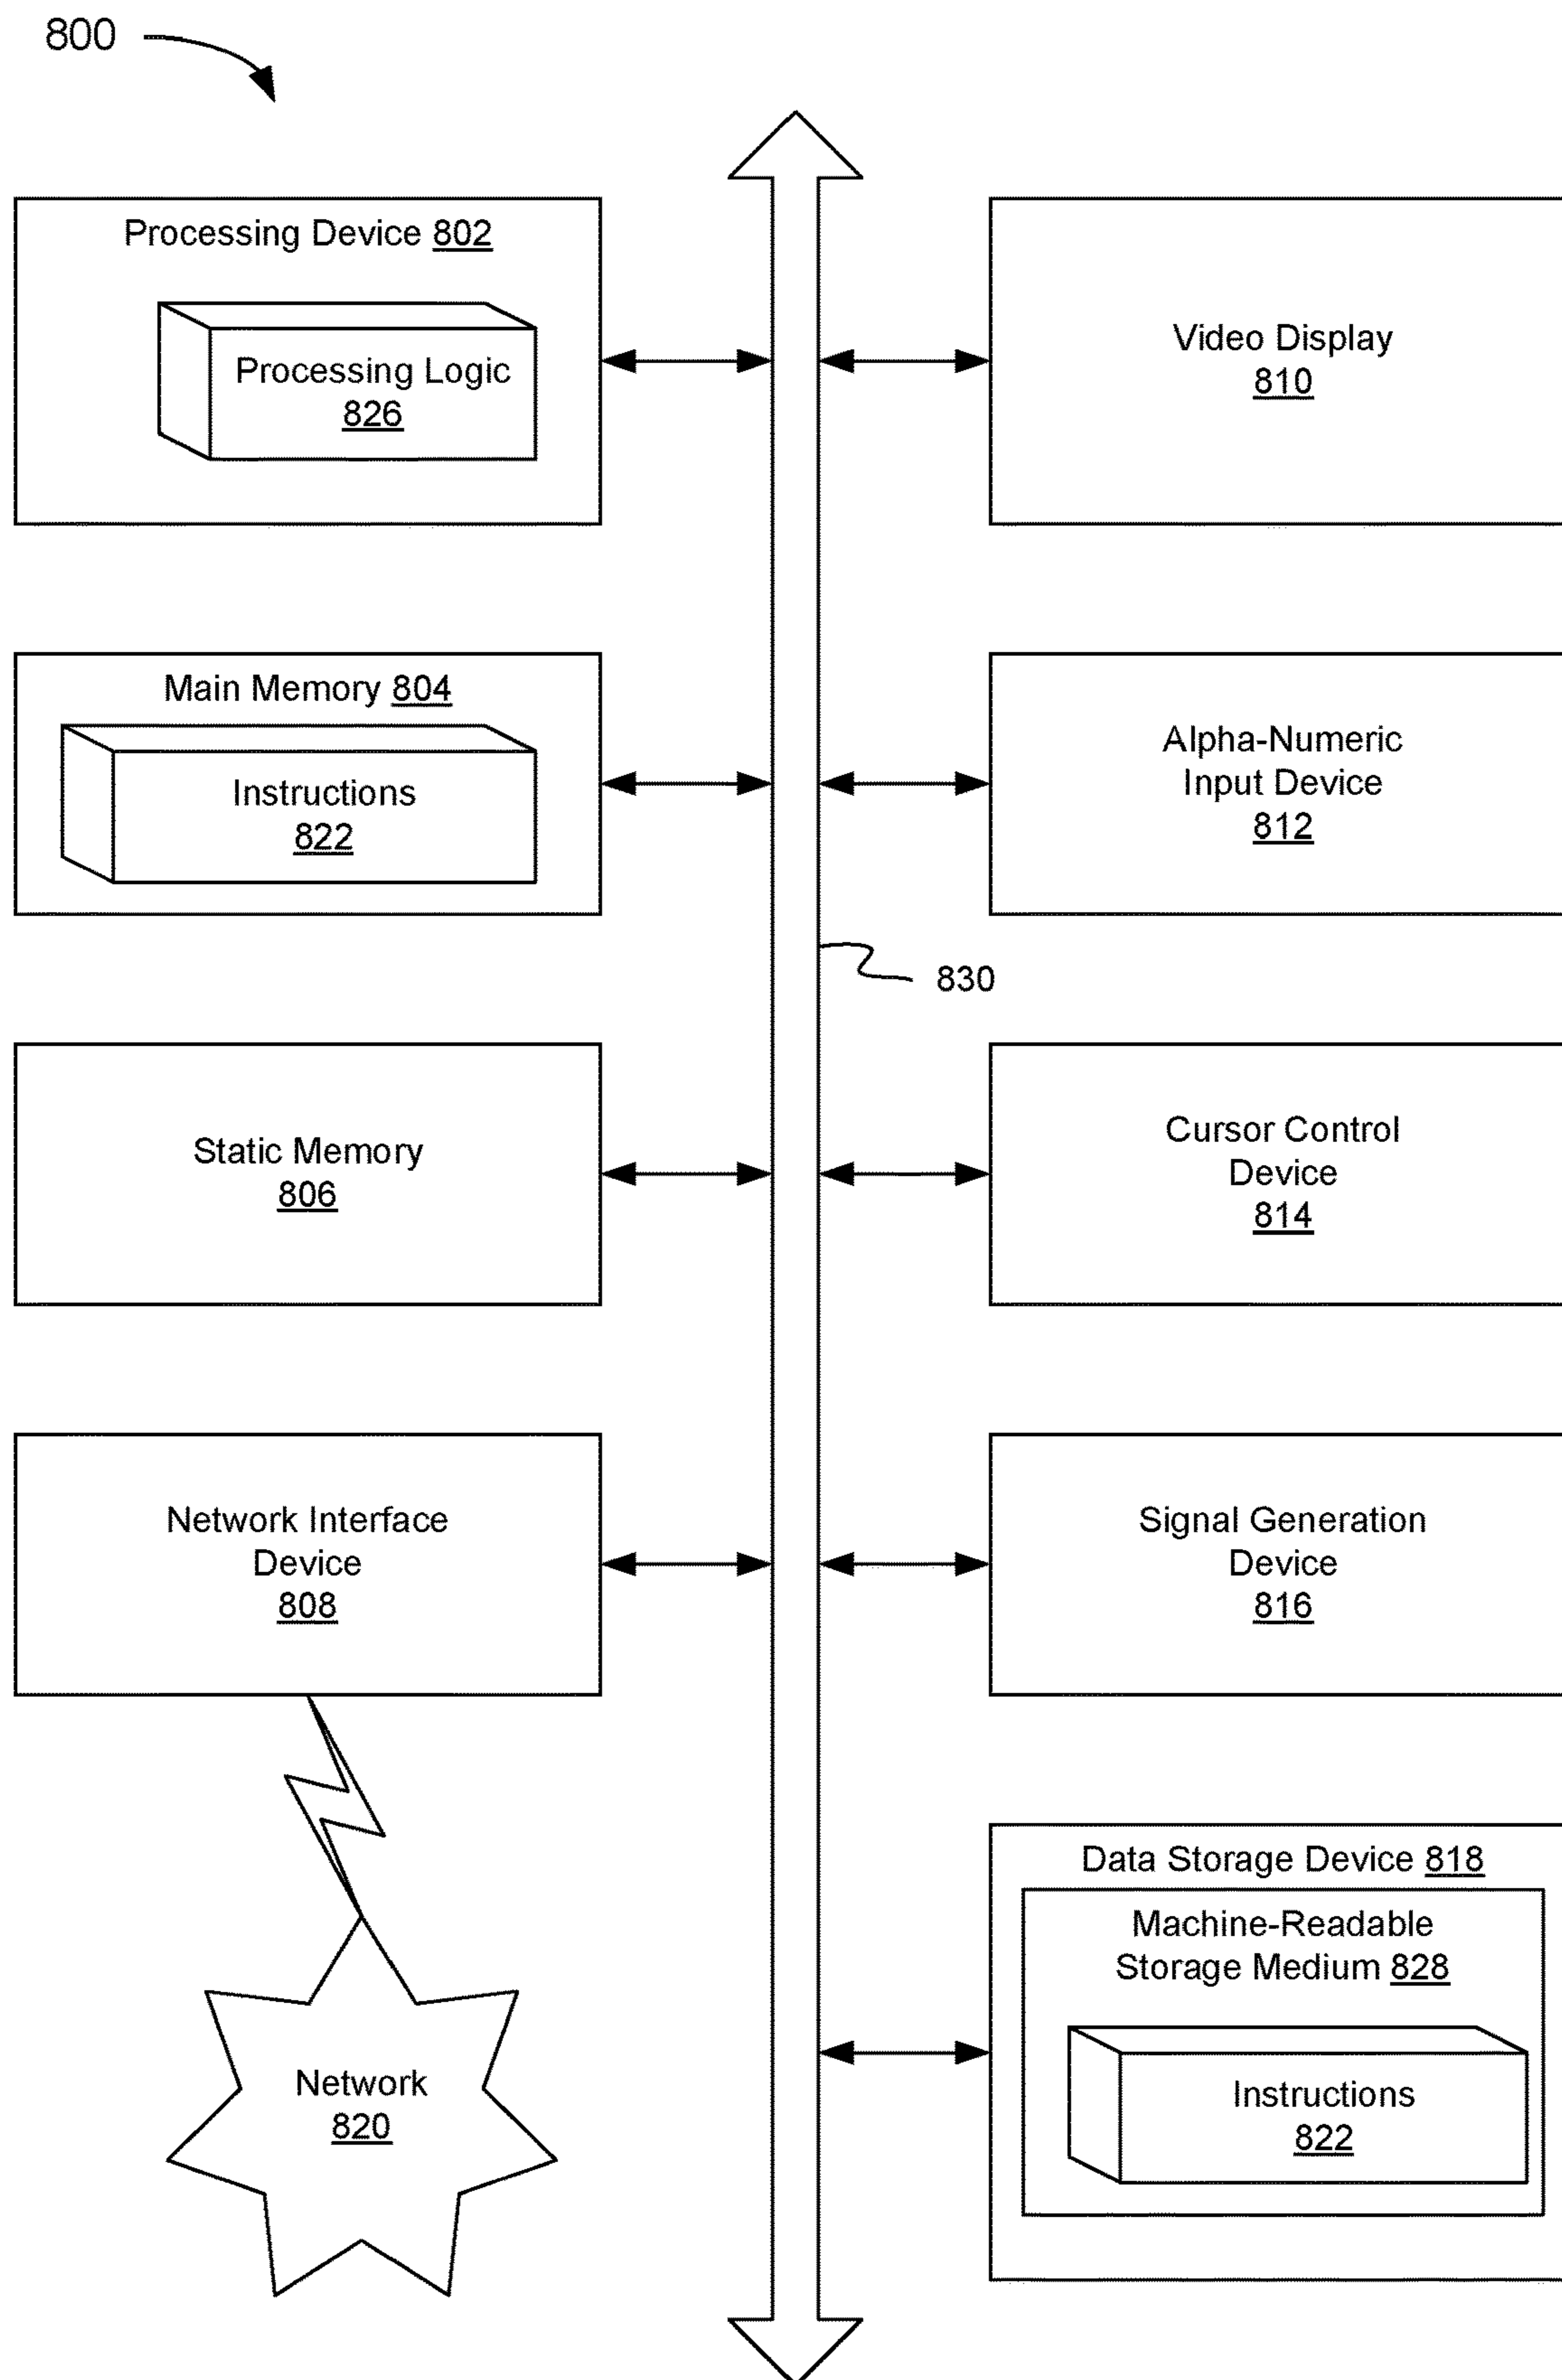 800
Processing Device 802
Processing Logic
826
Video Display
810
Main Memory 804
Instructions
822
Alpha-Numeric
Input Device
812
830
Static Memory
806
Cursor Control
Device
814
Network Interface
Device
808
Signal Generation
Device
816
Data Storage Device 818
Machine-Readable
Storage Medium 828
Instructions
822
Network
820